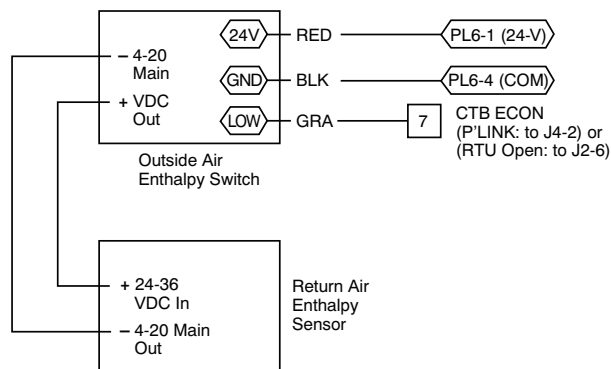 24V RED PL6-1 (24-V)
– 4-20
Main
GND BLK PL6-4 (COM)
+ VDC
Out
LOW GRA 7 CTB ECON
(P'LINK: to J4-2) or
(RTU Open: to J2-6)
Outside Air
Enthalpy Switch
+ 24-36
VDC In
– 4-20 Main
Out
Return Air
Enthalpy
Sensor